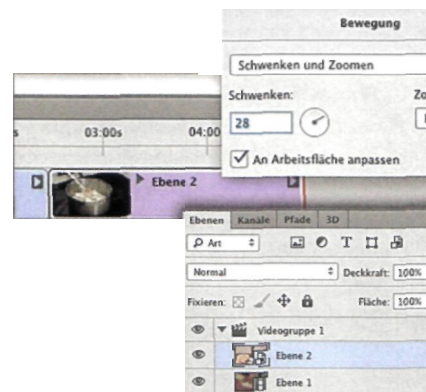 Bewegung
Schwenken und Zoomen
Schwenken:
Zo
28
An Arbeitsfläche anpassen
s 03:00s 04:00
Ebene 2
Ebenen Kanäle Pfade 3D
Art
Normal Deckkraft: 100%
Fixieren: Fläche: 100%
Videogruppe 1
Ebene 2
Ebene 1